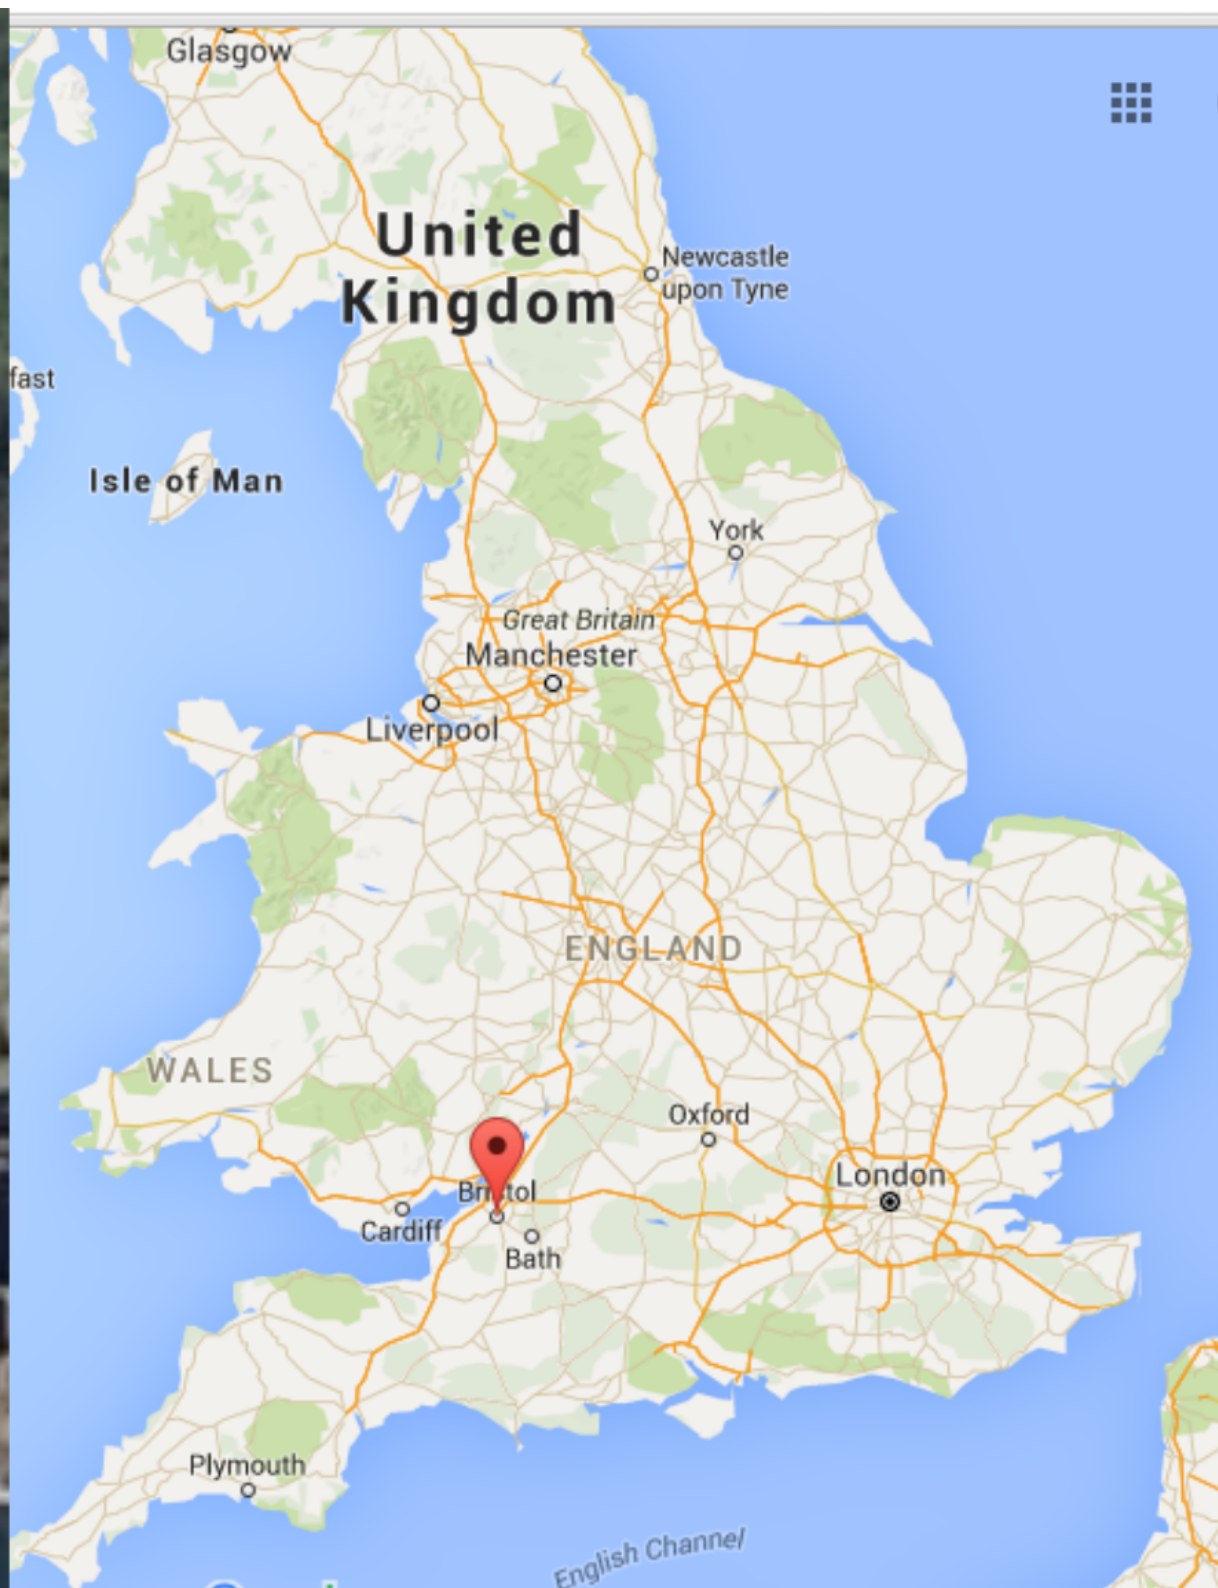 Glasgow
United
Kingdom
Newcastle
upon Tyne
fast
Isle of Man
York
Great Britain
Manchester
Liverpool
ENGLAND
WALES
Oxford
London
Bristol
Cardiff
Bath
Plymouth
English Channel